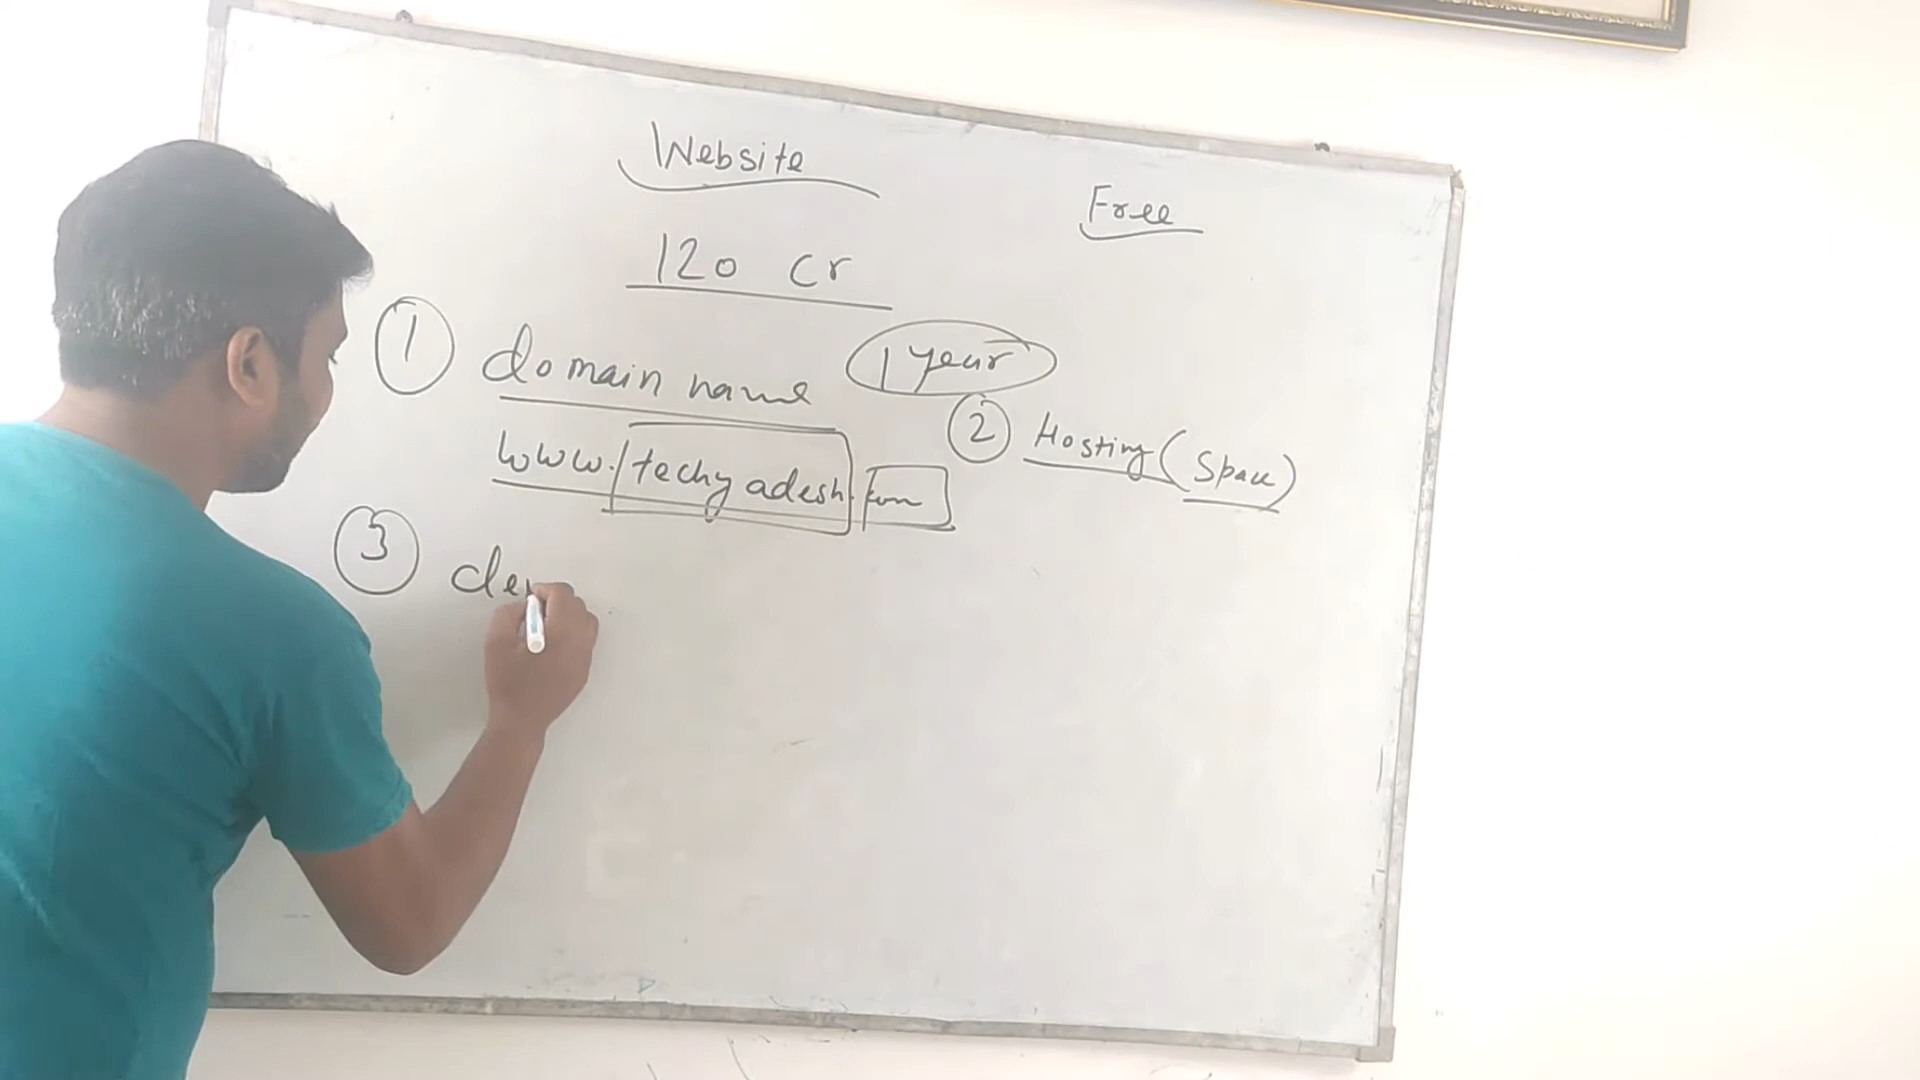 Website
Free
120 cr
1 domain name 1 year
2 Hosting (Space)
www.techyadesh.com
3 de